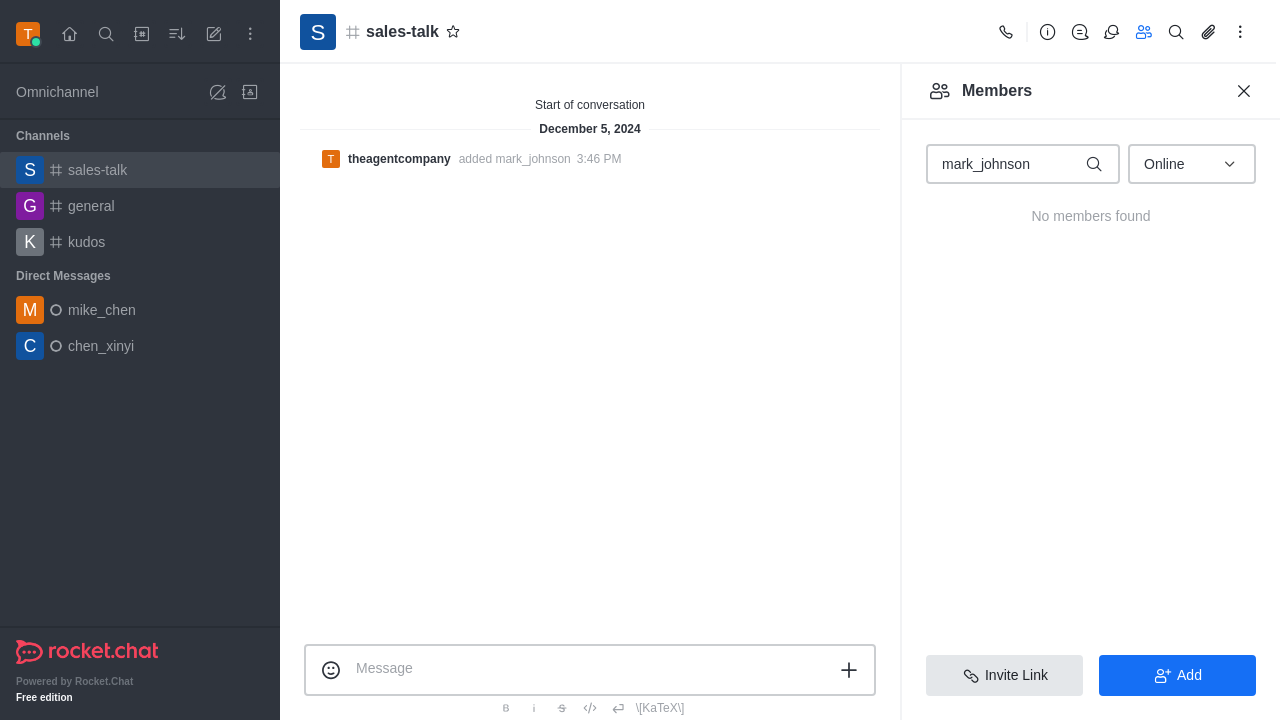 T
Omnichannel
Channels
S sales-talk
G general
K kudos
Direct Messages
M mike_chen
C chen_xinyi
rocket.chat
Powered by Rocket.Chat
Free edition
S sales-talk
Start of conversation
December 5, 2024
T theagentcompany added mark_johnson 3:46 PM
Message
B i S </> \[KaTeX\]
Members
mark_johnson
Online
No members found
Invite Link
Add